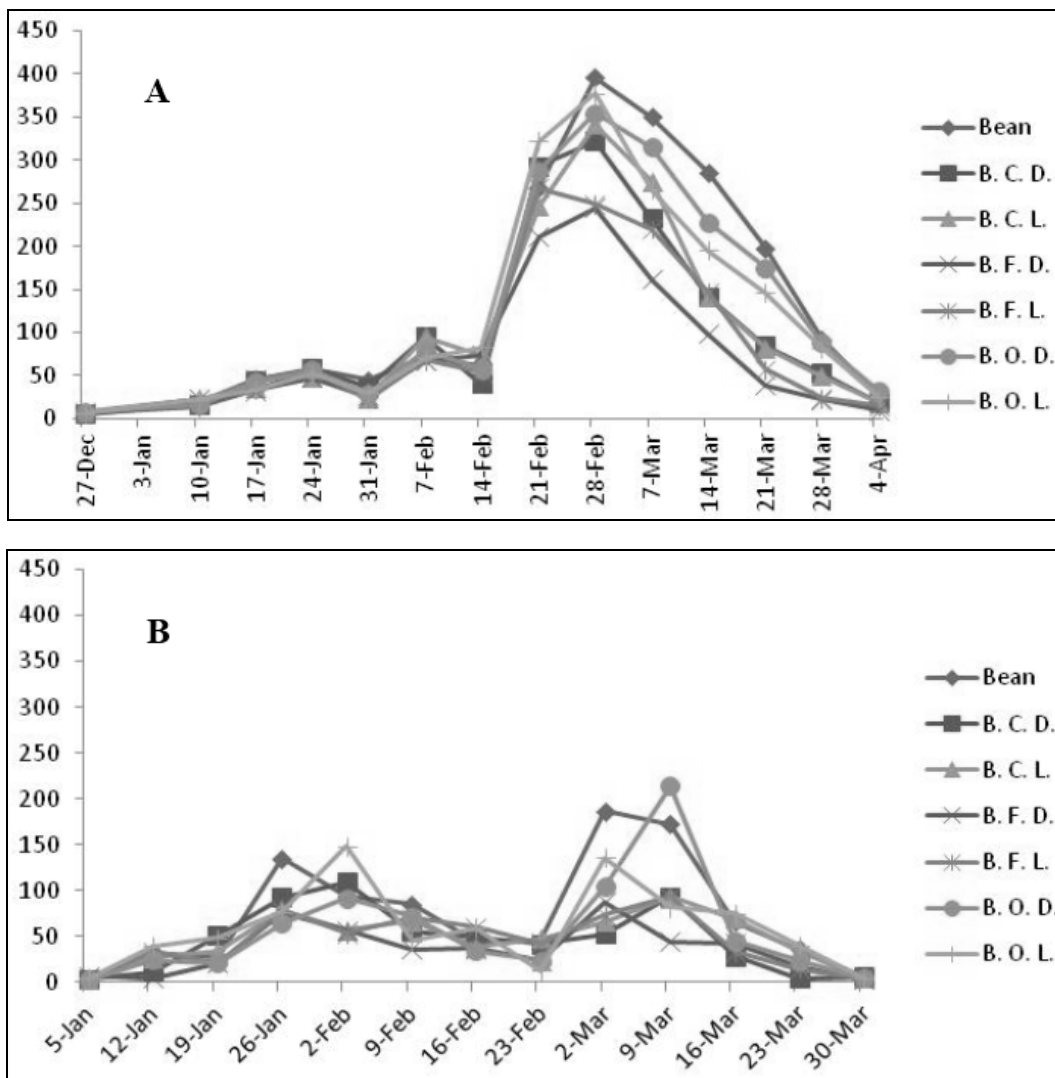 A
450
400
350
300
250
200
150
100
50
0
27-Dec
3-Jan
10-Jan
17-Jan
24-Jan
31-Jan
7-Feb
14-Feb
21-Feb
28-Feb
7-Mar
14-Mar
21-Mar
28-Mar
4-Apr
Bean
B. C. D.
B. C. L.
B. F. D.
B. F. L.
B. O. D.
B. O. L.
B
450
400
350
300
250
200
150
100
50
0
5-Jan
12-Jan
19-Jan
26-Jan
2-Feb
9-Feb
16-Feb
23-Feb
2-Mar
9-Mar
16-Mar
23-Mar
30-Mar
Bean
B. C. D.
B. C. L.
B. F. D.
B. F. L.
B. O. D.
B. O. L.